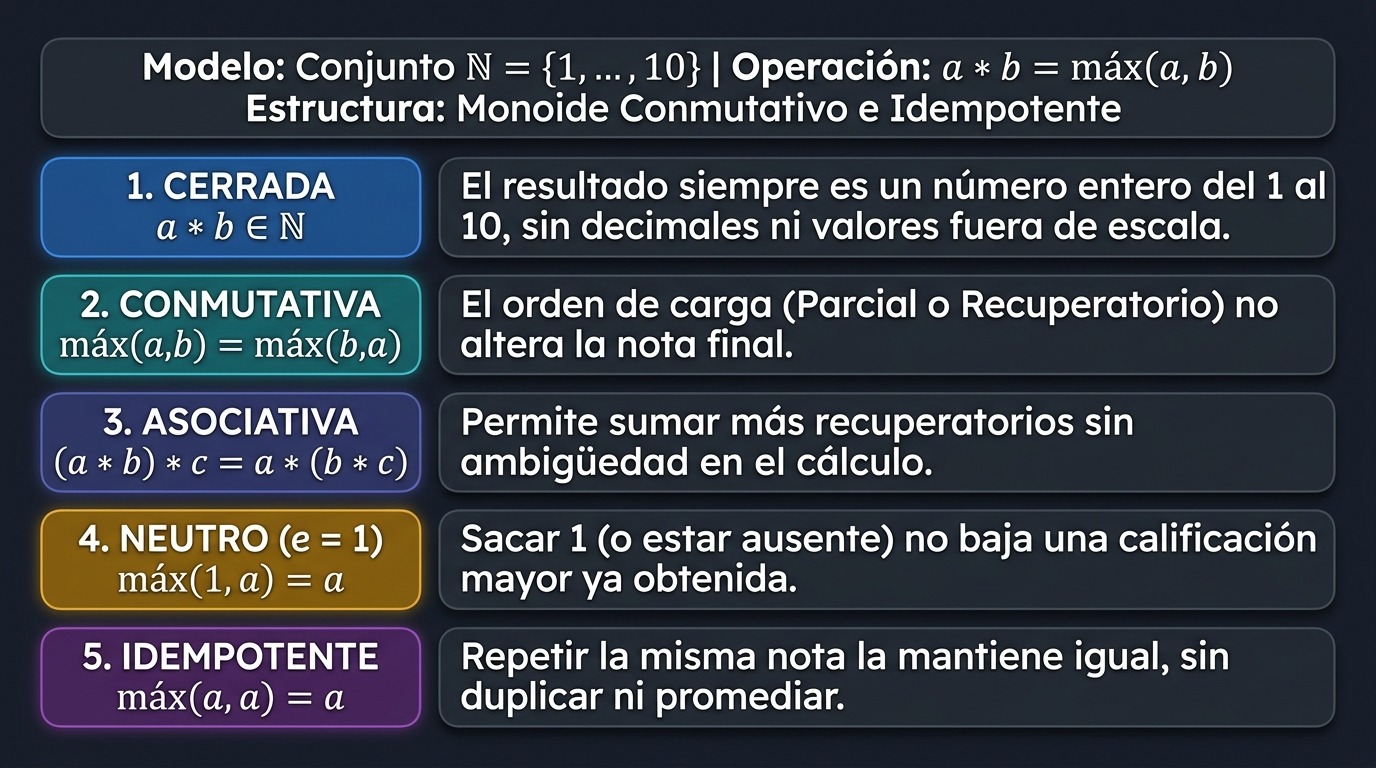 Modelo: Conjunto ℕ = {1, ... , 10} | Operación: a ∗ b = máx(a, b)
Estructura: Monoide Conmutativo e Idempotente
1. CERRADA
a ∗ b ∈ ℕ
El resultado siempre es un número entero del 1 al
10, sin decimales ni valores fuera de escala.
2. CONMUTATIVA
máx(a,b) = máx(b,a)
El orden de carga (Parcial o Recuperatorio) no
altera la nota final.
3. ASOCIATIVA
(a ∗ b) ∗ c = a ∗ (b ∗ c)
Permite sumar más recuperatorios sin
ambigüedad en el cálculo.
4. NEUTRO (e = 1)
máx(1, a) = a
Sacar 1 (o estar ausente) no baja una calificación
mayor ya obtenida.
5. IDEMPOTENTE
máx(a, a) = a
Repetir la misma nota la mantiene igual, sin
duplicar ni promediar.